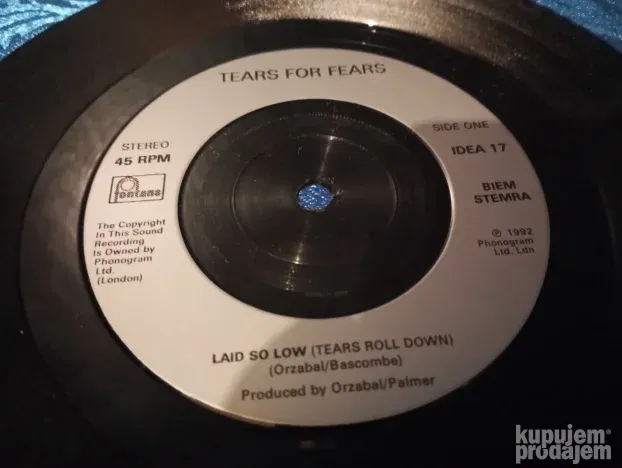 TEARS FOR FEARS
STEREO
45 RPM
fontana
The Copyright
In This Sound
Recording
Is Owned by
Phonogram
Ltd.
(London)
SIDE ONE
IDEA 17
BIEM
STEMRA
℗ 1992
Phonogram
Ltd. Ldn
LAID SO LOW (TEARS ROLL DOWN)
(Orzabal/Bascombe)
Produced by Orzabal/Palmer
kupujem
prodajem